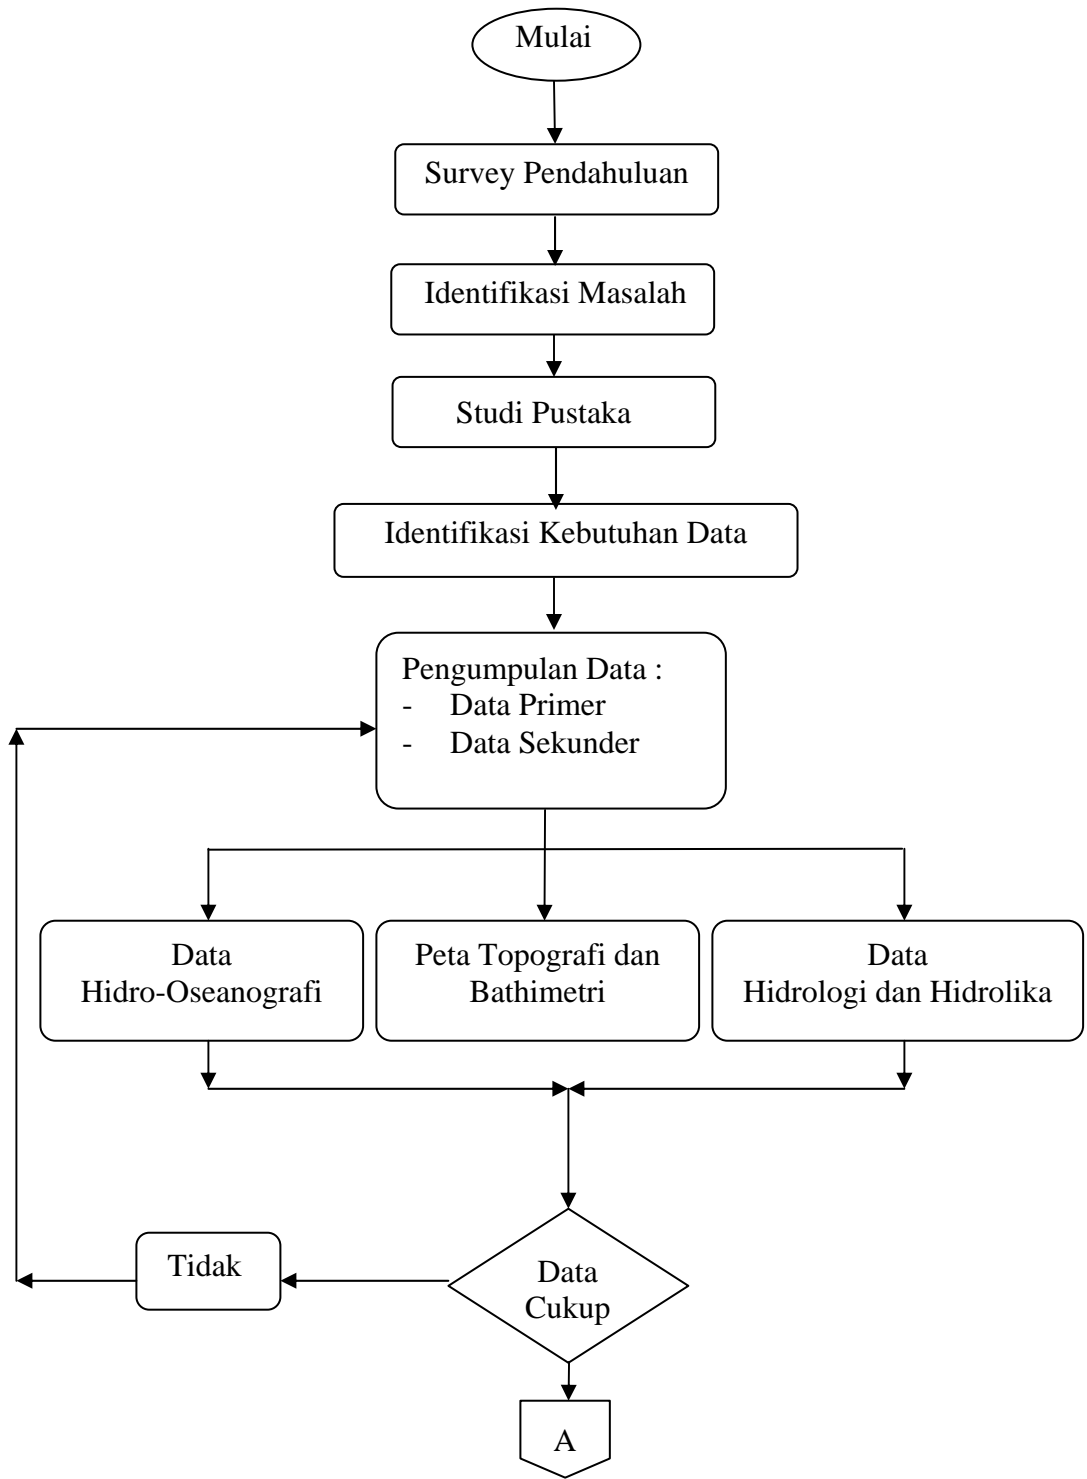 Mulai
Survey Pendahuluan
Identifikasi Masalah
Studi Pustaka
Identifikasi Kebutuhan Data
Pengumpulan Data :
- Data Primer
- Data Sekunder
Data
Hidro-Oseanografi
Peta Topografi dan
Bathimetri
Data
Hidrologi dan Hidrolika
Tidak
Data
Cukup
A